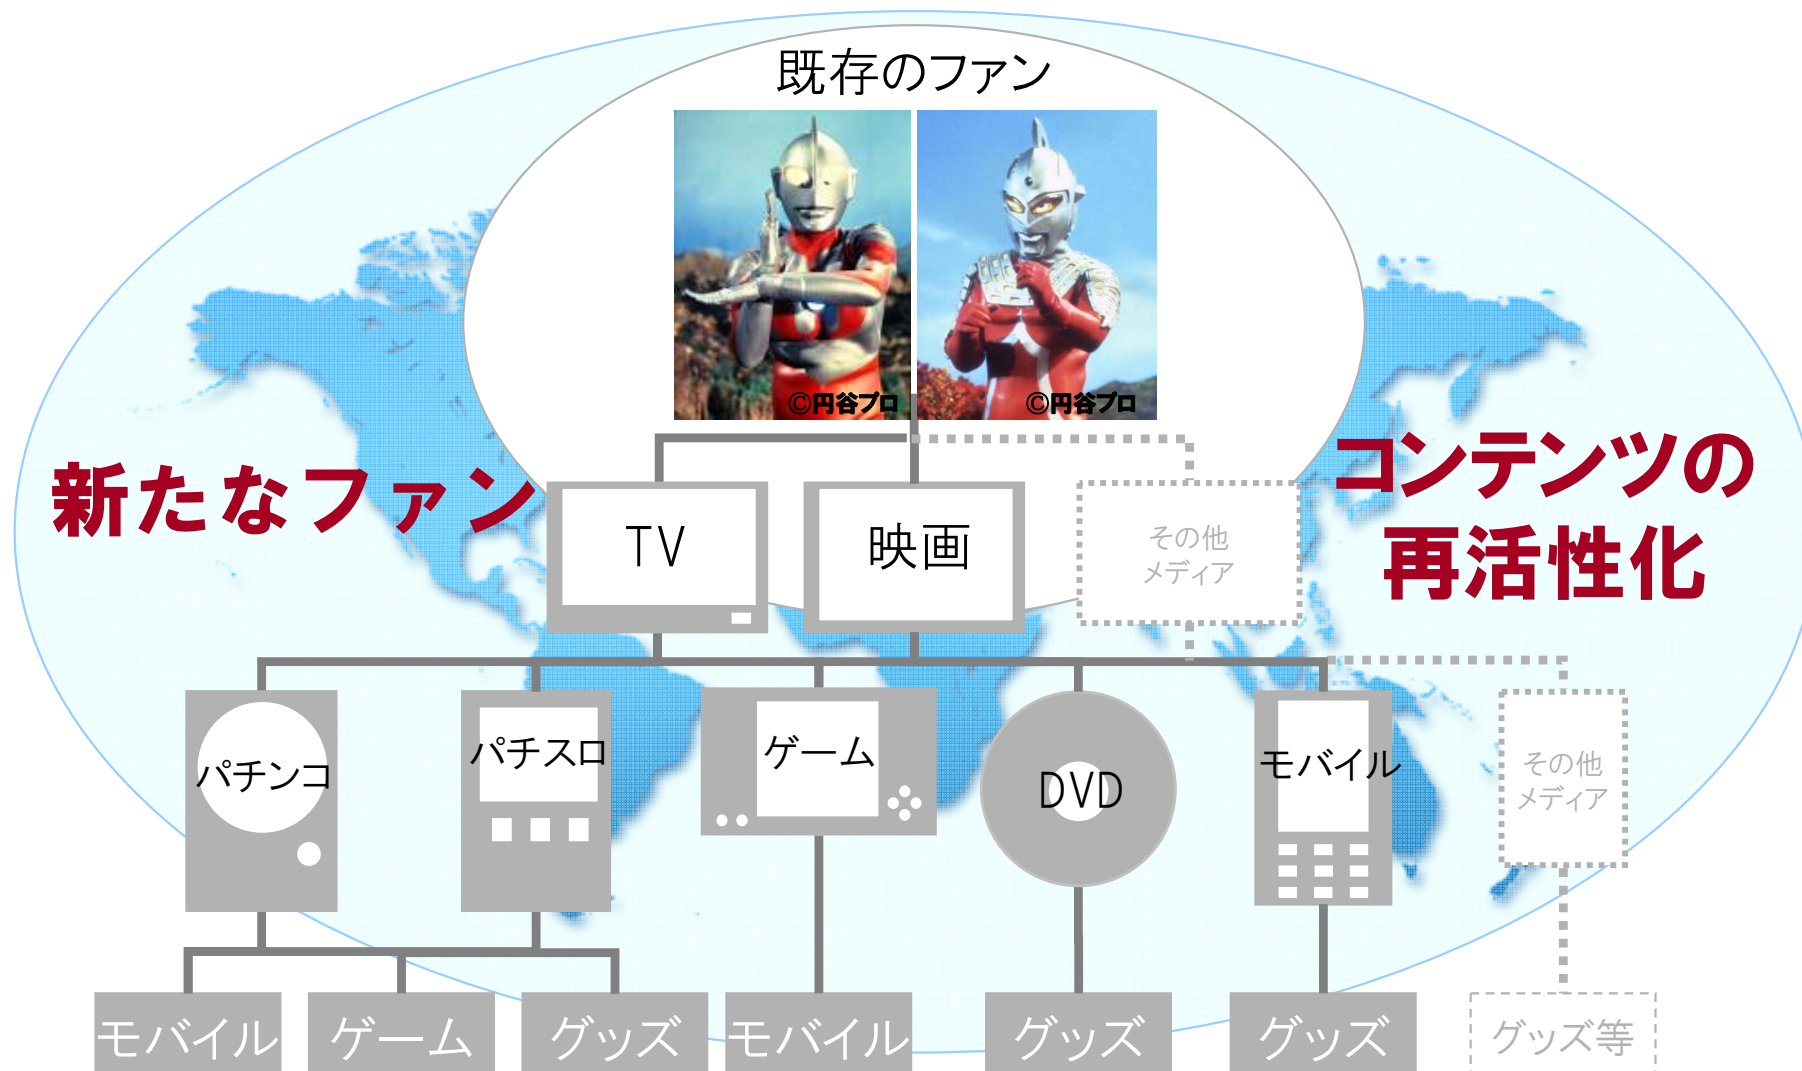 既存のファン
©円谷プロ
©円谷プロ
新たなファン
コンテンツの
再活性化
TV
映画
その他
メディア
パチンコ
パチスロ
ゲーム
DVD
モバイル
その他
メディア
モバイル
ゲーム
グッズ
モバイル
グッズ
グッズ
グッズ等